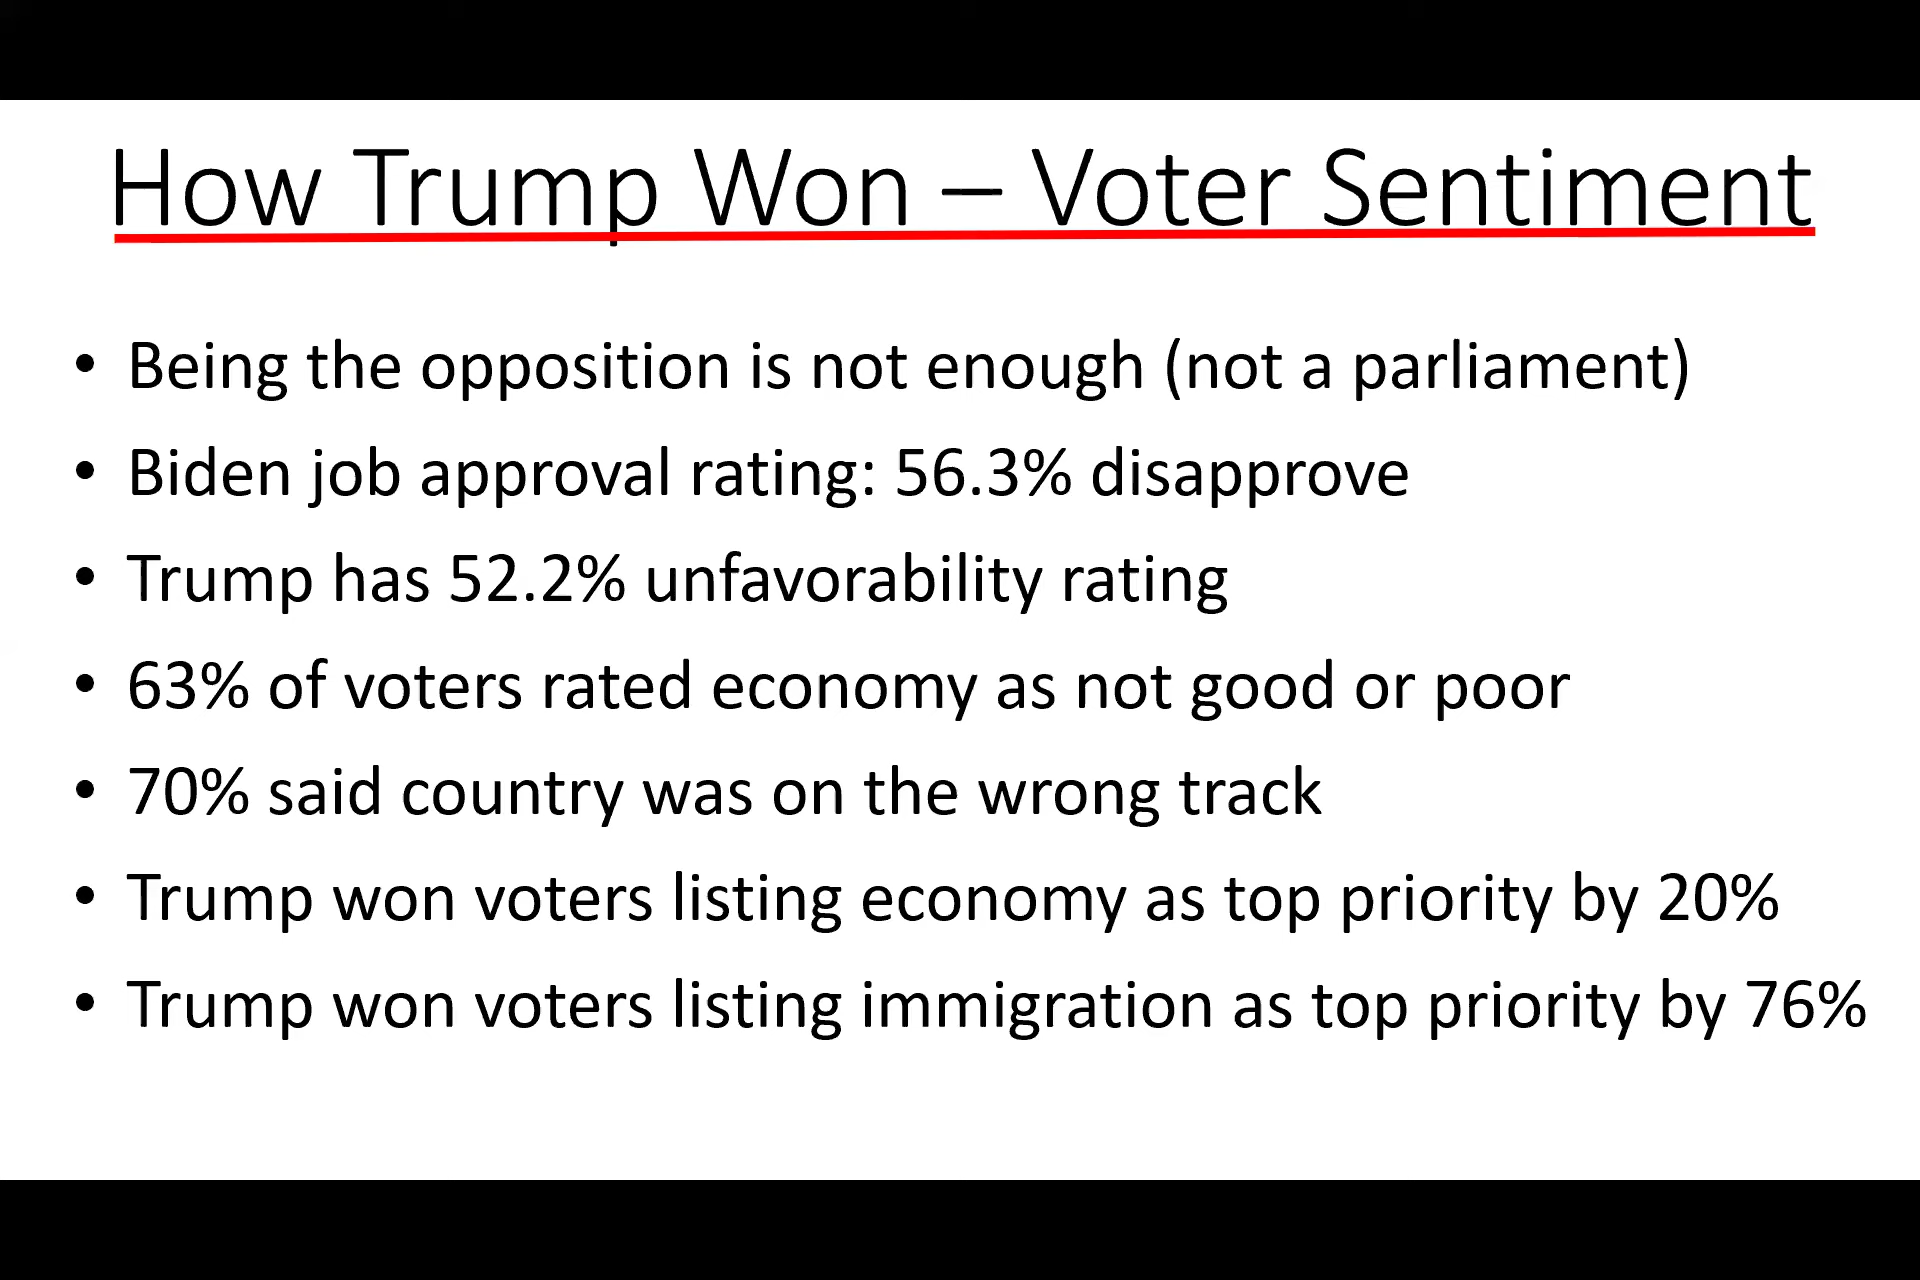 How Trump Won – Voter Sentiment
• Being the opposition is not enough (not a parliament)
• Biden job approval rating: 56.3% disapprove
• Trump has 52.2% unfavorability rating
• 63% of voters rated economy as not good or poor
• 70% said country was on the wrong track
• Trump won voters listing economy as top priority by 20%
• Trump won voters listing immigration as top priority by 76%